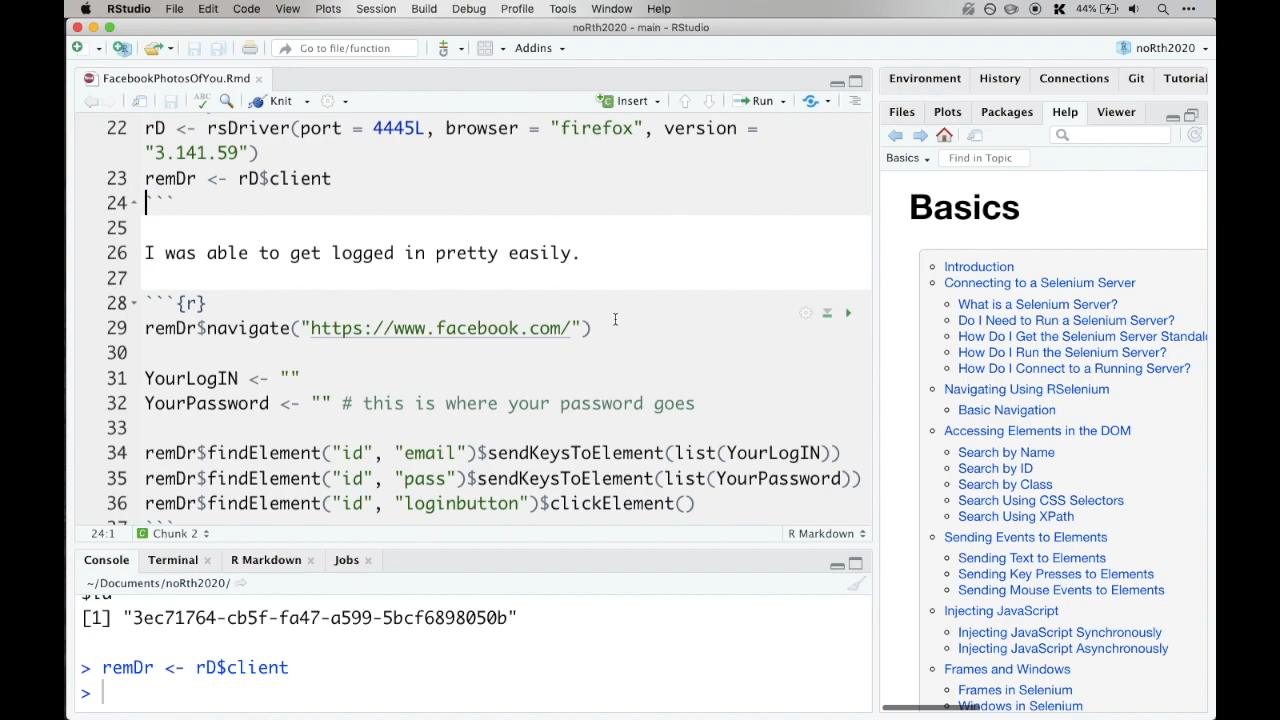 RStudio File Edit Code View Plots Session Build Debug Profile Tools Window Help 44%
noRth2020 - main - RStudio
Go to file/function Addins noRth2020
FacebookPhotosOfYou.Rmd
ABC Knit Insert Run
22 rD <- rsDriver(port = 4445L, browser = "firefox", version =
"3.141.59")
23 remDr <- rD$client
24 ```
25
26 I was able to get logged in pretty easily.
27
28 ```{r}
29 remDr$navigate("https://www.facebook.com/")
30
31 YourLogIN <- ""
32 YourPassword <- "" # this is where your password goes
33
34 remDr$findElement("id", "email")$sendKeysToElement(list(YourLogIN))
35 remDr$findElement("id", "pass")$sendKeysToElement(list(YourPassword))
36 remDr$findElement("id", "loginbutton")$clickElement()
24:1 Chunk 2 R Markdown
Console Terminal R Markdown Jobs
~/Documents/noRth2020/
$id
[1] "3ec71764-cb5f-fa47-a599-5bcf6898050b"
> remDr <- rD$client
>
Environment History Connections Git Tutorial
Files Plots Packages Help Viewer
Basics Find in Topic
Basics
Introduction
Connecting to a Selenium Server
What is a Selenium Server?
Do I Need to Run a Selenium Server?
How Do I Get the Selenium Server Standalo
How Do I Run the Selenium Server?
How Do I Connect to a Running Server?
Navigating Using RSelenium
Basic Navigation
Accessing Elements in the DOM
Search by Name
Search by ID
Search by Class
Search Using CSS Selectors
Search Using XPath
Sending Events to Elements
Sending Text to Elements
Sending Key Presses to Elements
Sending Mouse Events to Elements
Injecting JavaScript
Injecting JavaScript Synchronously
Injecting JavaScript Asynchronously
Frames and Windows
Frames in Selenium
Windows in Selenium